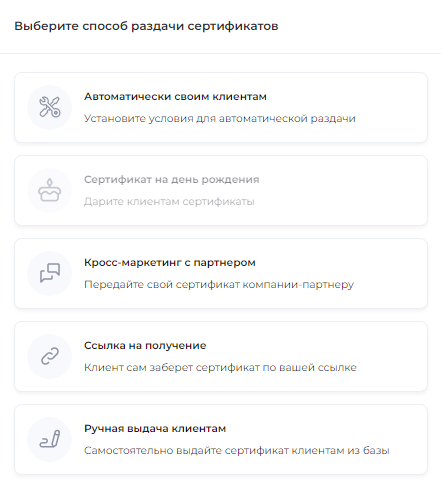 Выберите способ раздачи сертификатов
Автоматически своим клиентам
Установите условия для автоматической раздачи
Сертификат на день рождения
Дарите клиентам сертификаты
Кросс-маркетинг с партнером
Передайте свой сертификат компании-партнеру
Ссылка на получение
Клиент сам заберет сертификат по вашей ссылке
Ручная выдача клиентам
Самостоятельно выдайте сертификат клиентам из базы